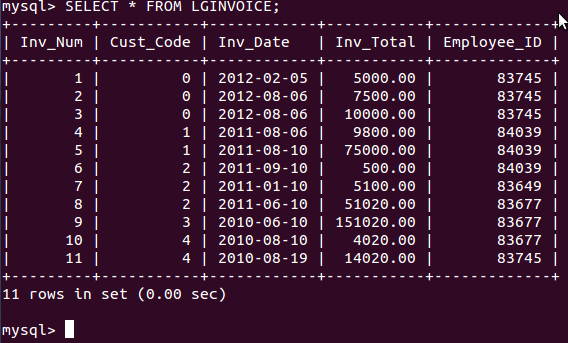 mysql> SELECT * FROM LGINVOICE;
+---------+-----------+------------+-----------+-------------+
| Inv_Num | Cust_Code | Inv_Date   | Inv_Total | Employee_ID |
+---------+-----------+------------+-----------+-------------+
|       1 |         0 | 2012-02-05 |   5000.00 |       83745 |
|       2 |         0 | 2012-08-06 |   7500.00 |       83745 |
|       3 |         0 | 2012-08-06 |  10000.00 |       83745 |
|       4 |         1 | 2011-08-06 |   9800.00 |       84039 |
|       5 |         1 | 2011-08-10 |  75000.00 |       84039 |
|       6 |         2 | 2011-09-10 |    500.00 |       84039 |
|       7 |         2 | 2011-01-10 |   5100.00 |       83649 |
|       8 |         2 | 2011-06-10 |  51020.00 |       83677 |
|       9 |         3 | 2010-06-10 | 151020.00 |       83677 |
|      10 |         4 | 2010-08-10 |   4020.00 |       83677 |
|      11 |         4 | 2010-08-19 |  14020.00 |       83745 |
+---------+-----------+------------+-----------+-------------+
11 rows in set (0.00 sec)
mysql>